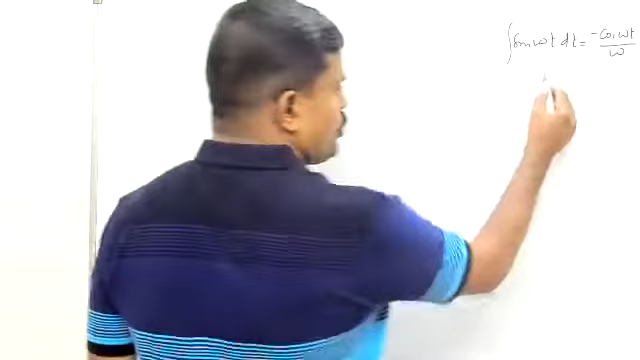 ∫sin ωt dt = -cos ωt / ω